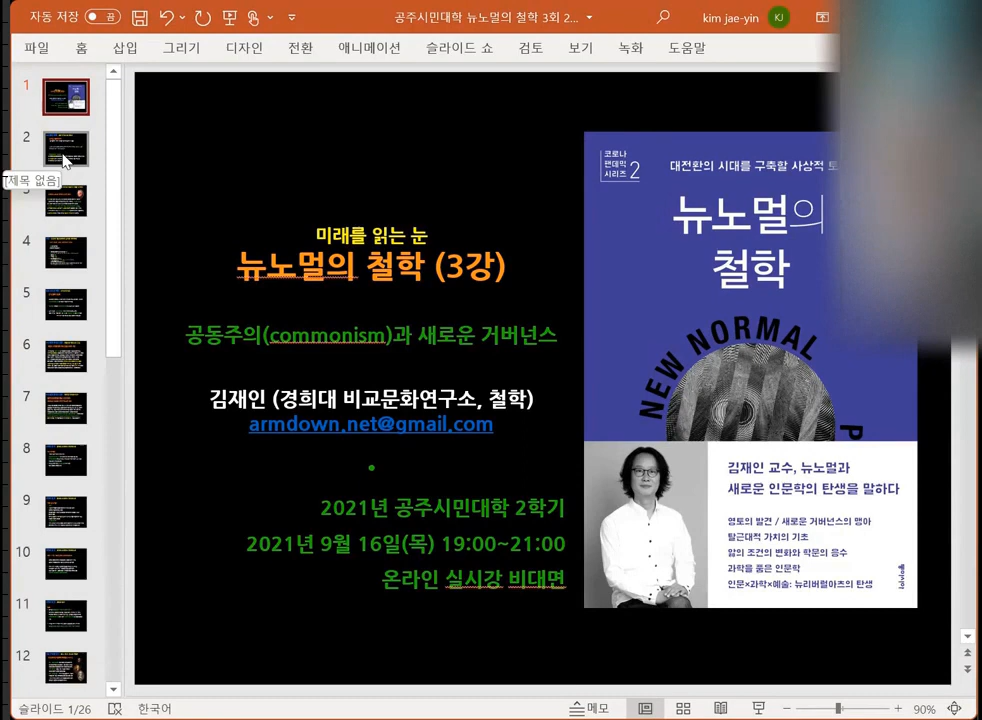 자동 저장 끔
공주시민대학 뉴노멀의 철학 3회 2...
kim jae-yin KJ
파일 홈 삽입 그리기 디자인 전환 애니메이션 슬라이드 쇼 검토 보기 녹화 도움말
1
2
[제목 없음]
3
4
5
6
7
8
9
10
11
12
미래를 읽는 눈
뉴노멀의 철학 (3강)
공동주의(commonism)과 새로운 거버넌스
김재인 (경희대 비교문화연구소, 철학)
armdown.net@gmail.com
2021년 공주시민대학 2학기
2021년 9월 16일(목) 19:00~21:00
온라인 실시강 비대면
코로나
팬데믹
시리즈 2
대전환의 시대를 구축할 사상적
뉴노멀의
철학
NEW NORMAL
P
김재인 교수, 뉴노멀과
새로운 인문학의 탄생을 말하다
영토의 발견 / 새로운 거버넌스의 맹아
탈근대적 가치의 기초
앎의 조건의 변화와 학문의 응수
과학을 품은 인문학
인문×과학×예술: 뉴리버럴아츠의 탄생
슬라이드 1/26 한국어 메모 90%